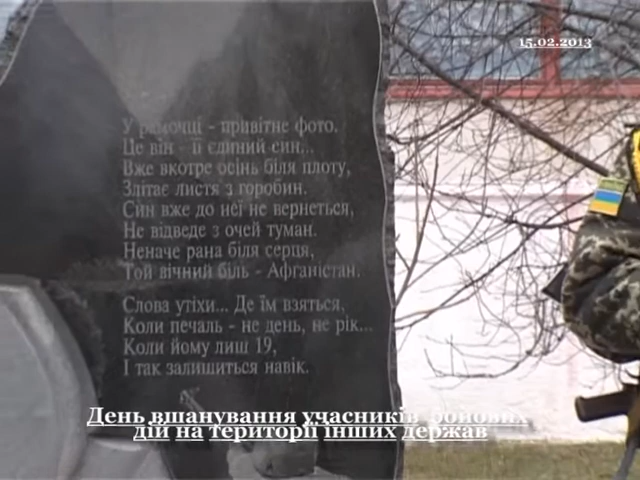 15.02.2013
У рамочці - привітне фото.
Це він - її єдиний син...
Вже вкотре осінь біля плоту,
Злітає листя з горобин.
Син вже до неї не вернеться,
Не відведе з очей туман.
Неначе рана біля серця,
Той вічний біль - Афганістан.
Слова утіхи... Де їм взяться,
Коли печаль - не день, не рік...
Коли йому лиш 19,
І так залишиться навік.
День вшанування учасників бойових
дій на території інших держав